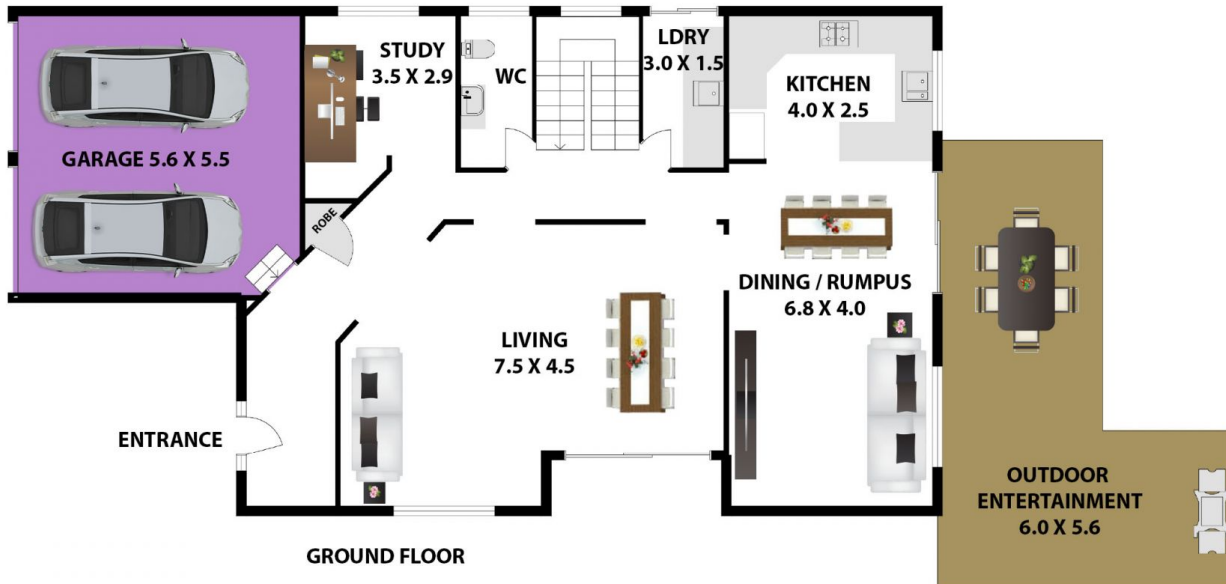 STUDY
3.5 X 2.9
WC
LDRY
3.0 X 1.5
KITCHEN
4.0 X 2.5
GARAGE 5.6 X 5.5
ROBE
DINING / RUMPUS
6.8 X 4.0
LIVING
7.5 X 4.5
ENTRANCE
OUTDOOR
ENTERTAINMENT
6.0 X 5.6
GROUND FLOOR